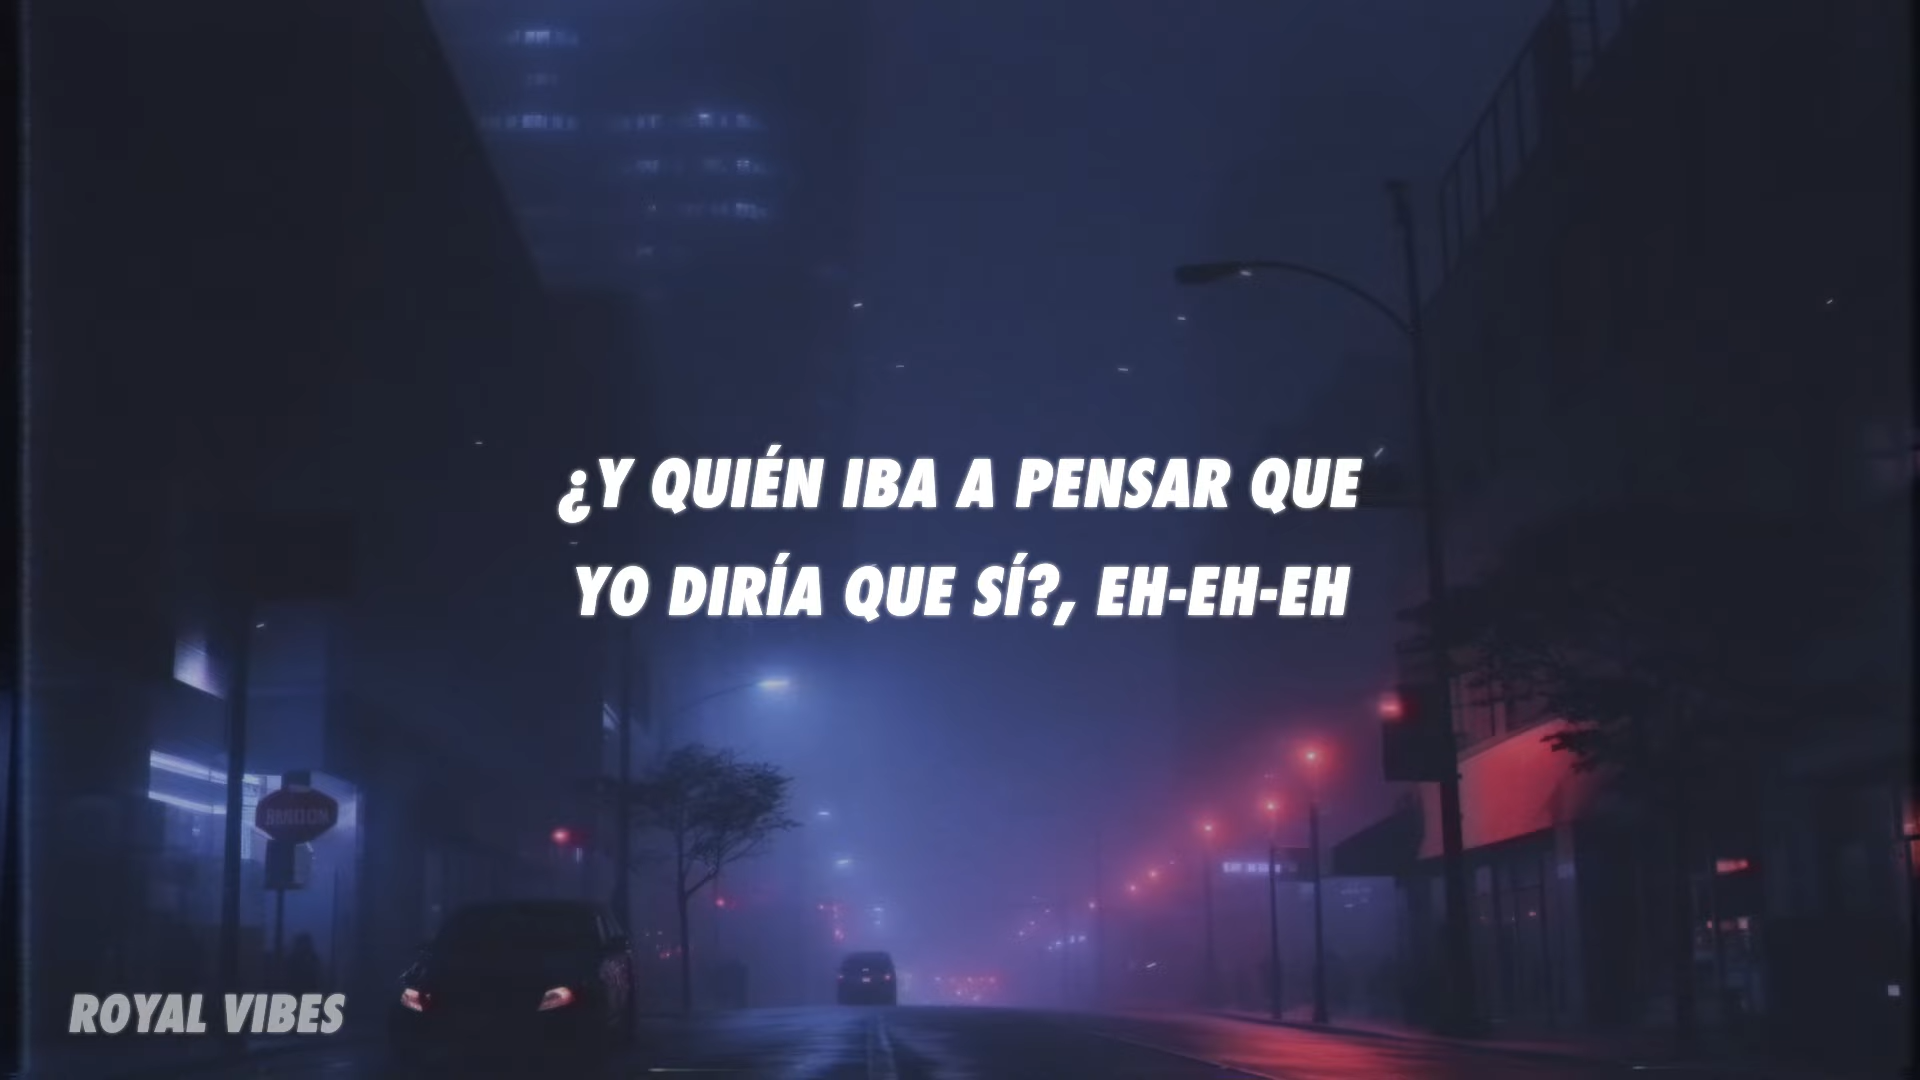 ¿Y QUIÉN IBA A PENSAR QUE
YO DIRÍA QUE SÍ?, EH-EH-EH
ROYAL VIBES